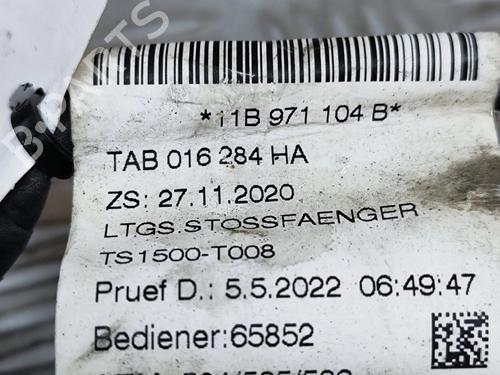 *11B 971 104 B*
TAB 016 284 HA
ZS: 27.11.2020
LTGS.STOSSFAENGER
TS1500-T008
Pruef D.: 5.5.2022 06:49:47
Bediener:65852
B-PARTS